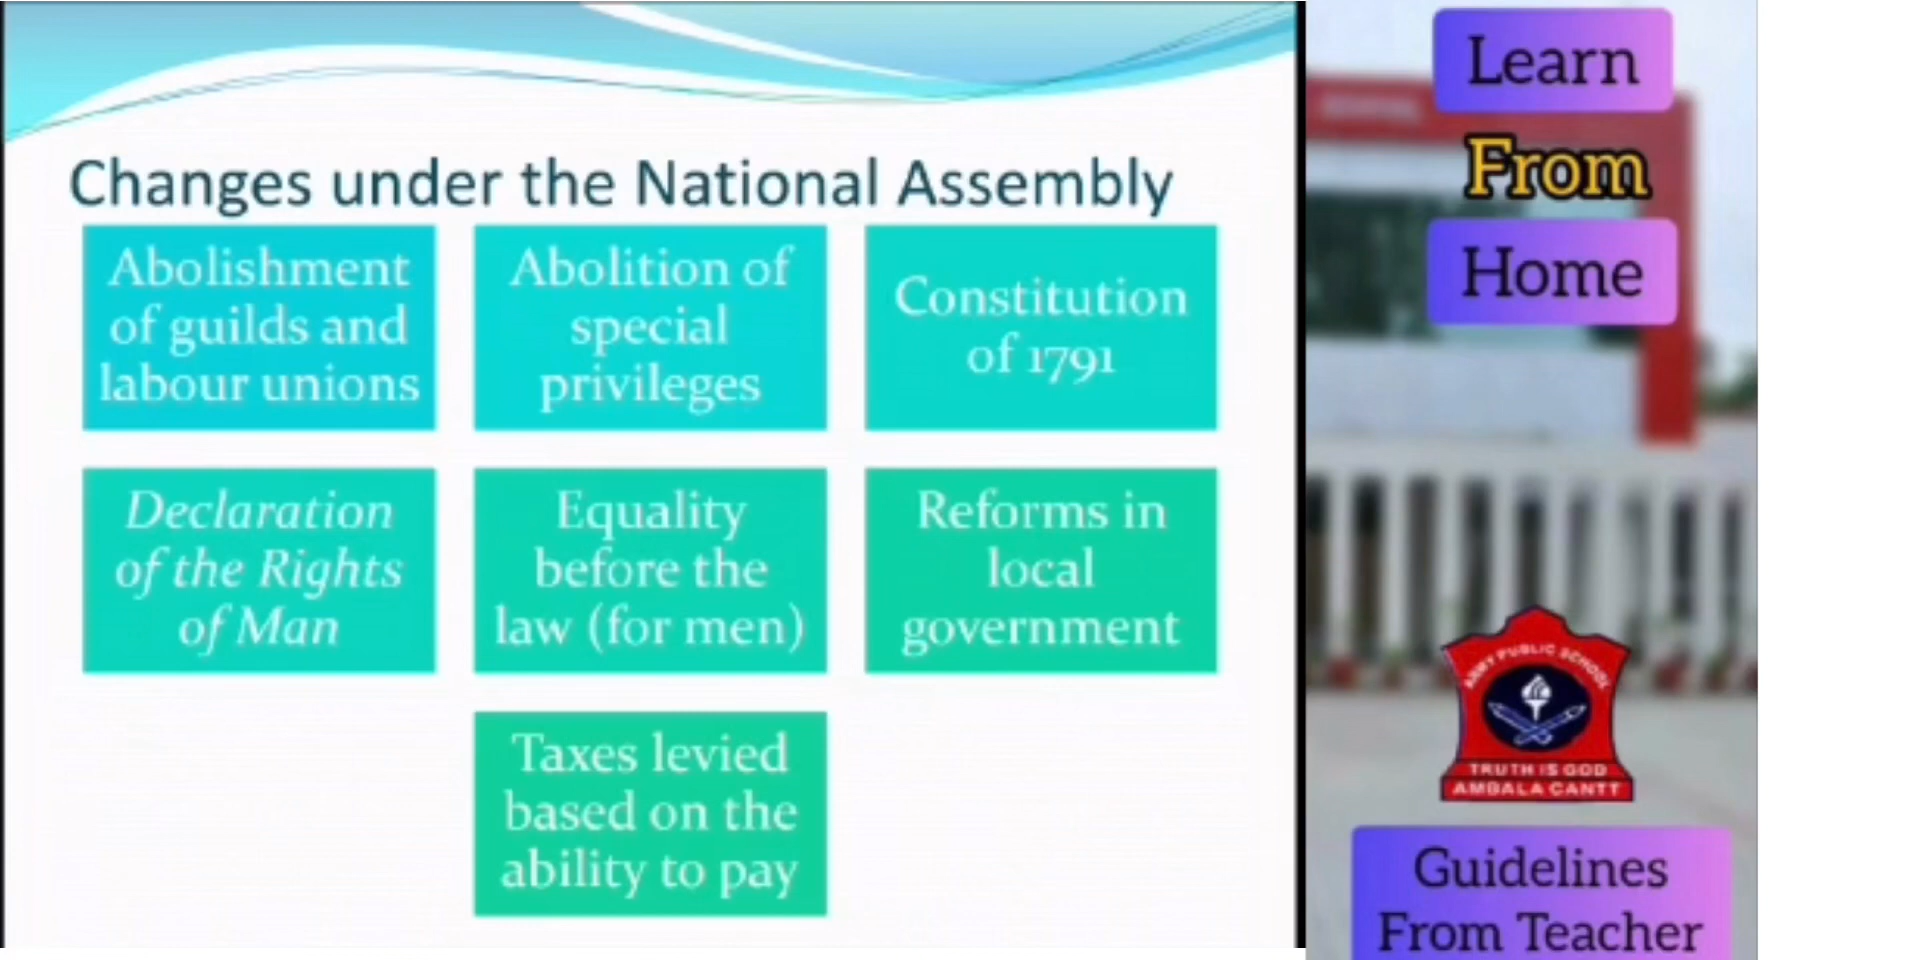 Changes under the National Assembly
Abolishment
of guilds and
labour unions
Abolition of
special
privileges
Constitution
of 1791
Declaration
of the Rights
of Man
Equality
before the
law (for men)
Reforms in
local
government
Taxes levied
based on the
ability to pay
Learn
From
Home
ARMY PUBLIC SCHOOL
TRUTH IS GOD
AMBALA CANTT
Guidelines
From Teacher